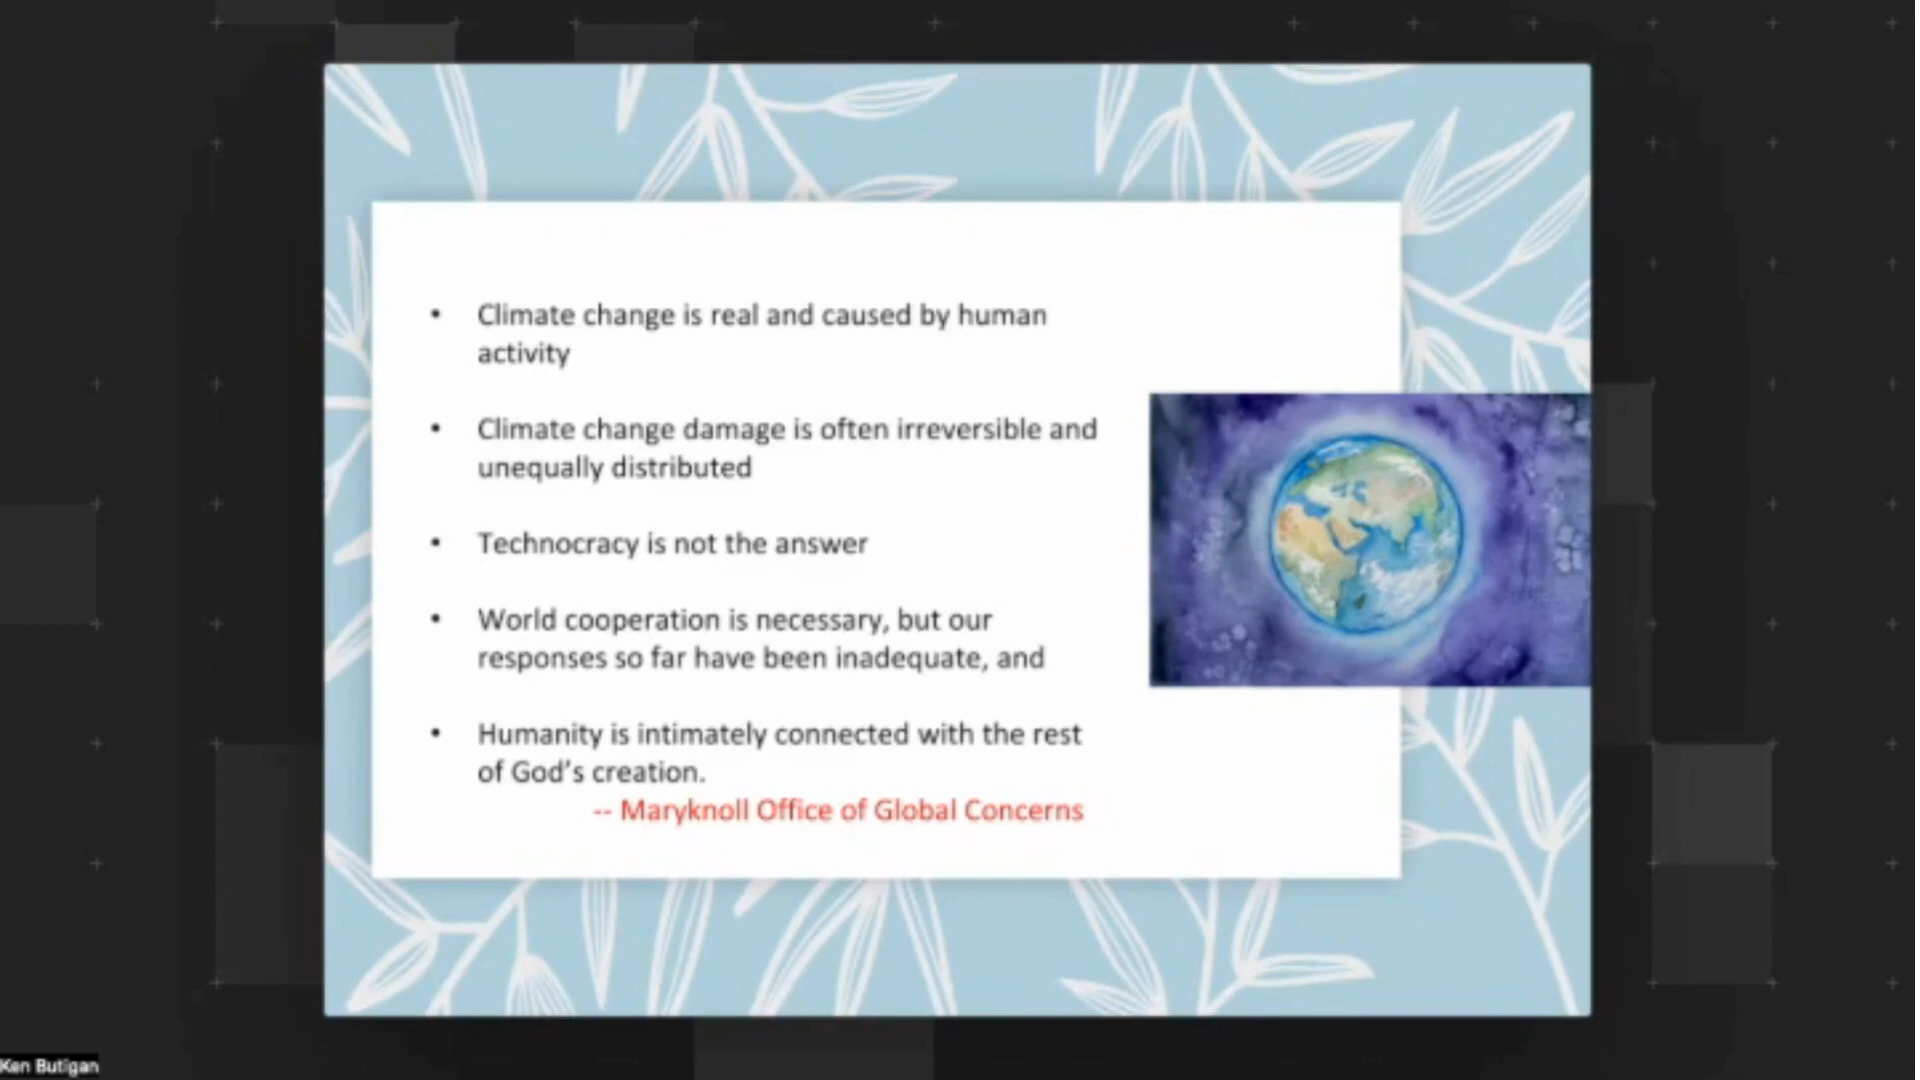 • Climate change is real and caused by human
activity
• Climate change damage is often irreversible and
unequally distributed
• Technocracy is not the answer
• World cooperation is necessary, but our
responses so far have been inadequate, and
• Humanity is intimately connected with the rest
of God's creation.
-- Maryknoll Office of Global Concerns
Ken Butigan